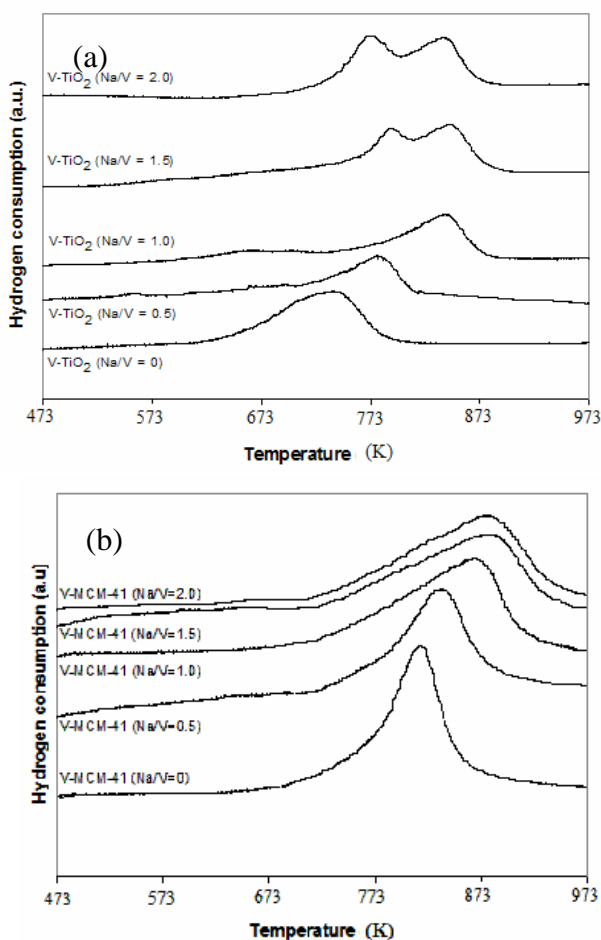 (a)
V-TiO2 (Na/V = 2.0)
V-TiO2 (Na/V = 1.5)
V-TiO2 (Na/V = 1.0)
V-TiO2 (Na/V = 0.5)
V-TiO2 (Na/V = 0)
Hydrogen consumption (a.u.)
473 573 673 773 873 973
Temperature (K)
(b)
V-MCM-41 (Na/V=2.0)
V-MCM-41 (Na/V=1.5)
V-MCM-41 (Na/V=1.0)
V-MCM-41 (Na/V=0.5)
V-MCM-41 (Na/V=0)
Hydrogen consumption (a.u)
473 573 673 773 873 973
Temperature (K)